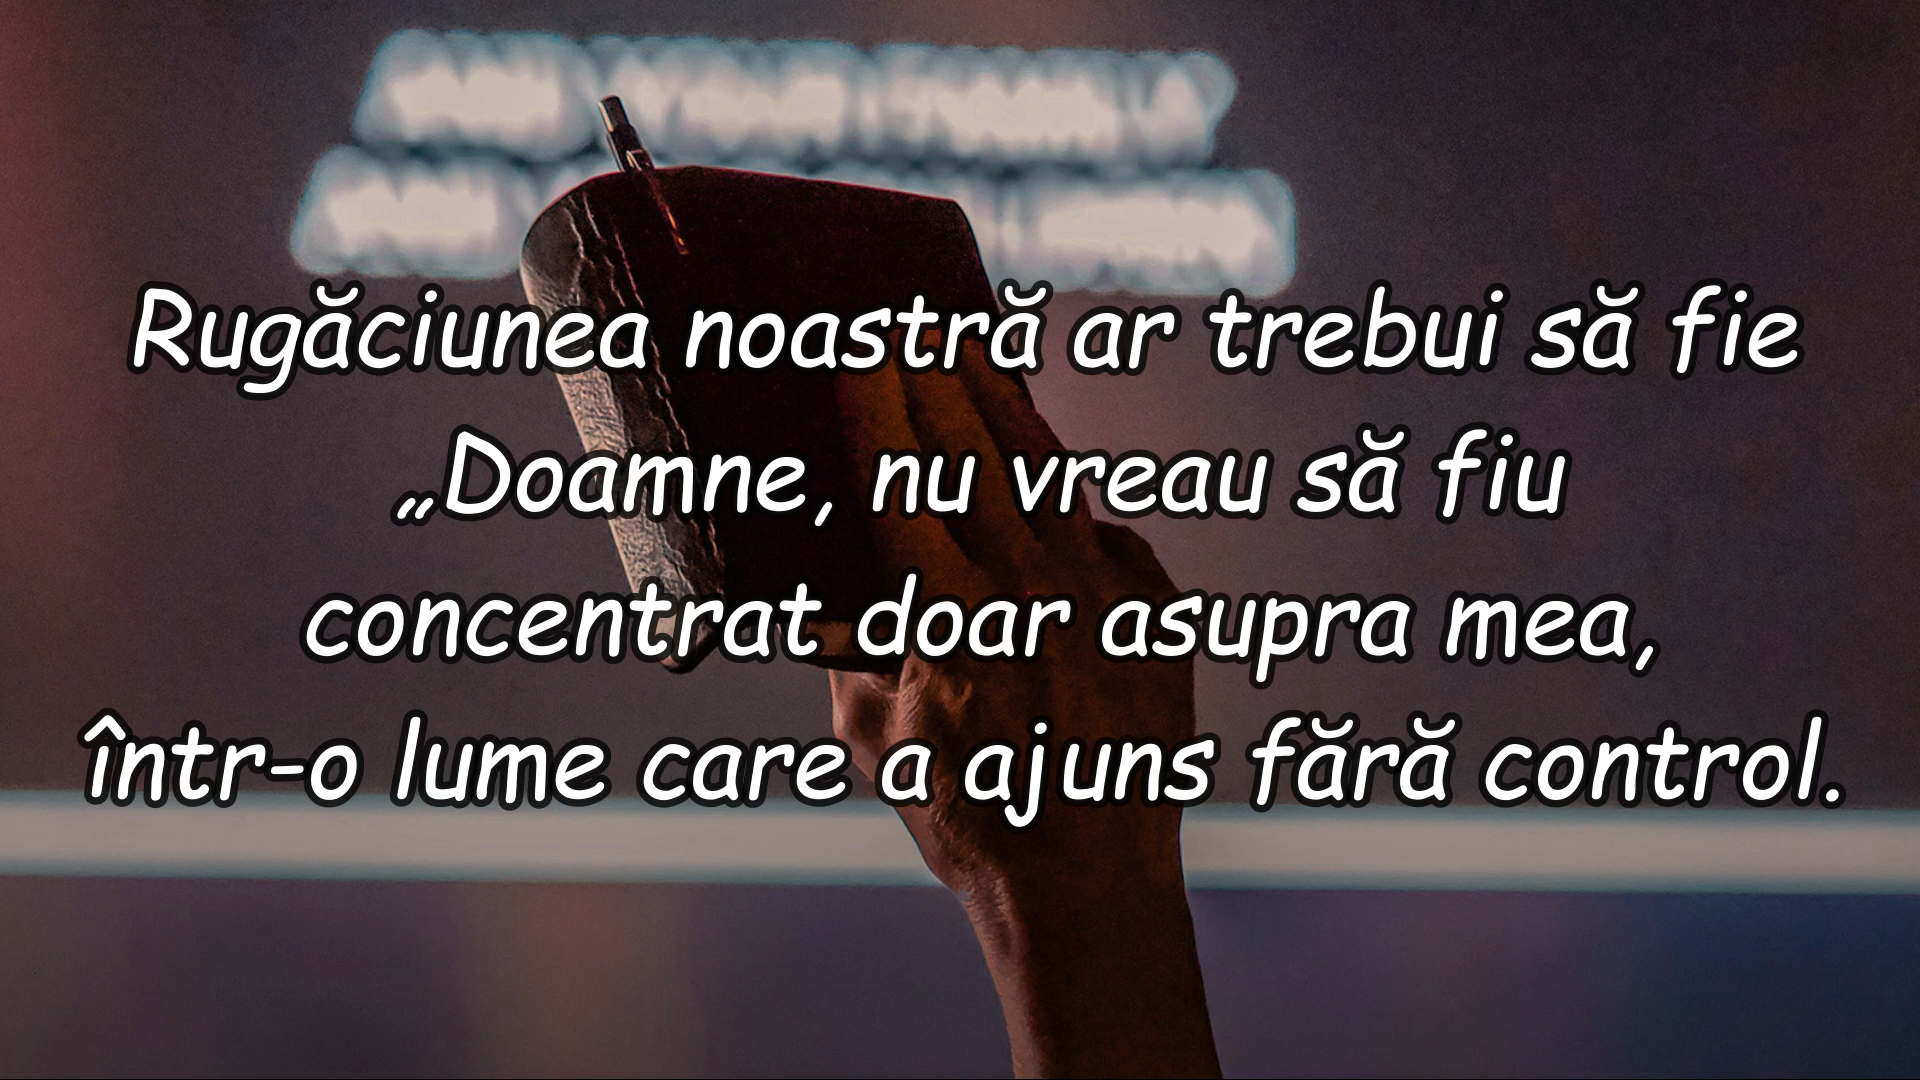 Rugăciunea noastră ar trebui să fie
„Doamne, nu vreau să fiu
concentrat doar asupra mea,
într-o lume care a ajuns fără control.